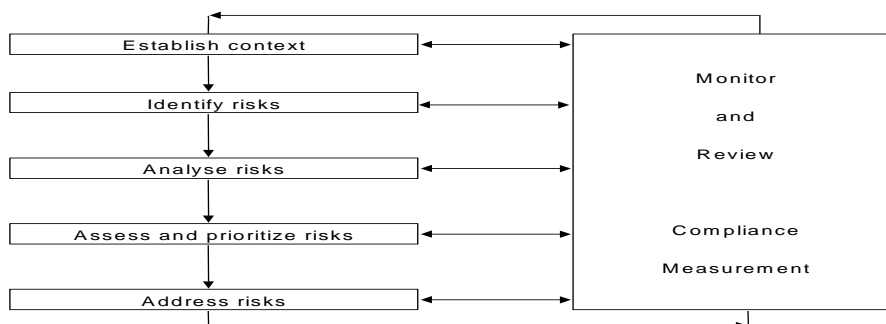 Establish context
Identify risks
Analyse risks
Assess and prioritize risks
Address risks
Monitor
and
Review
Compliance
Measurement